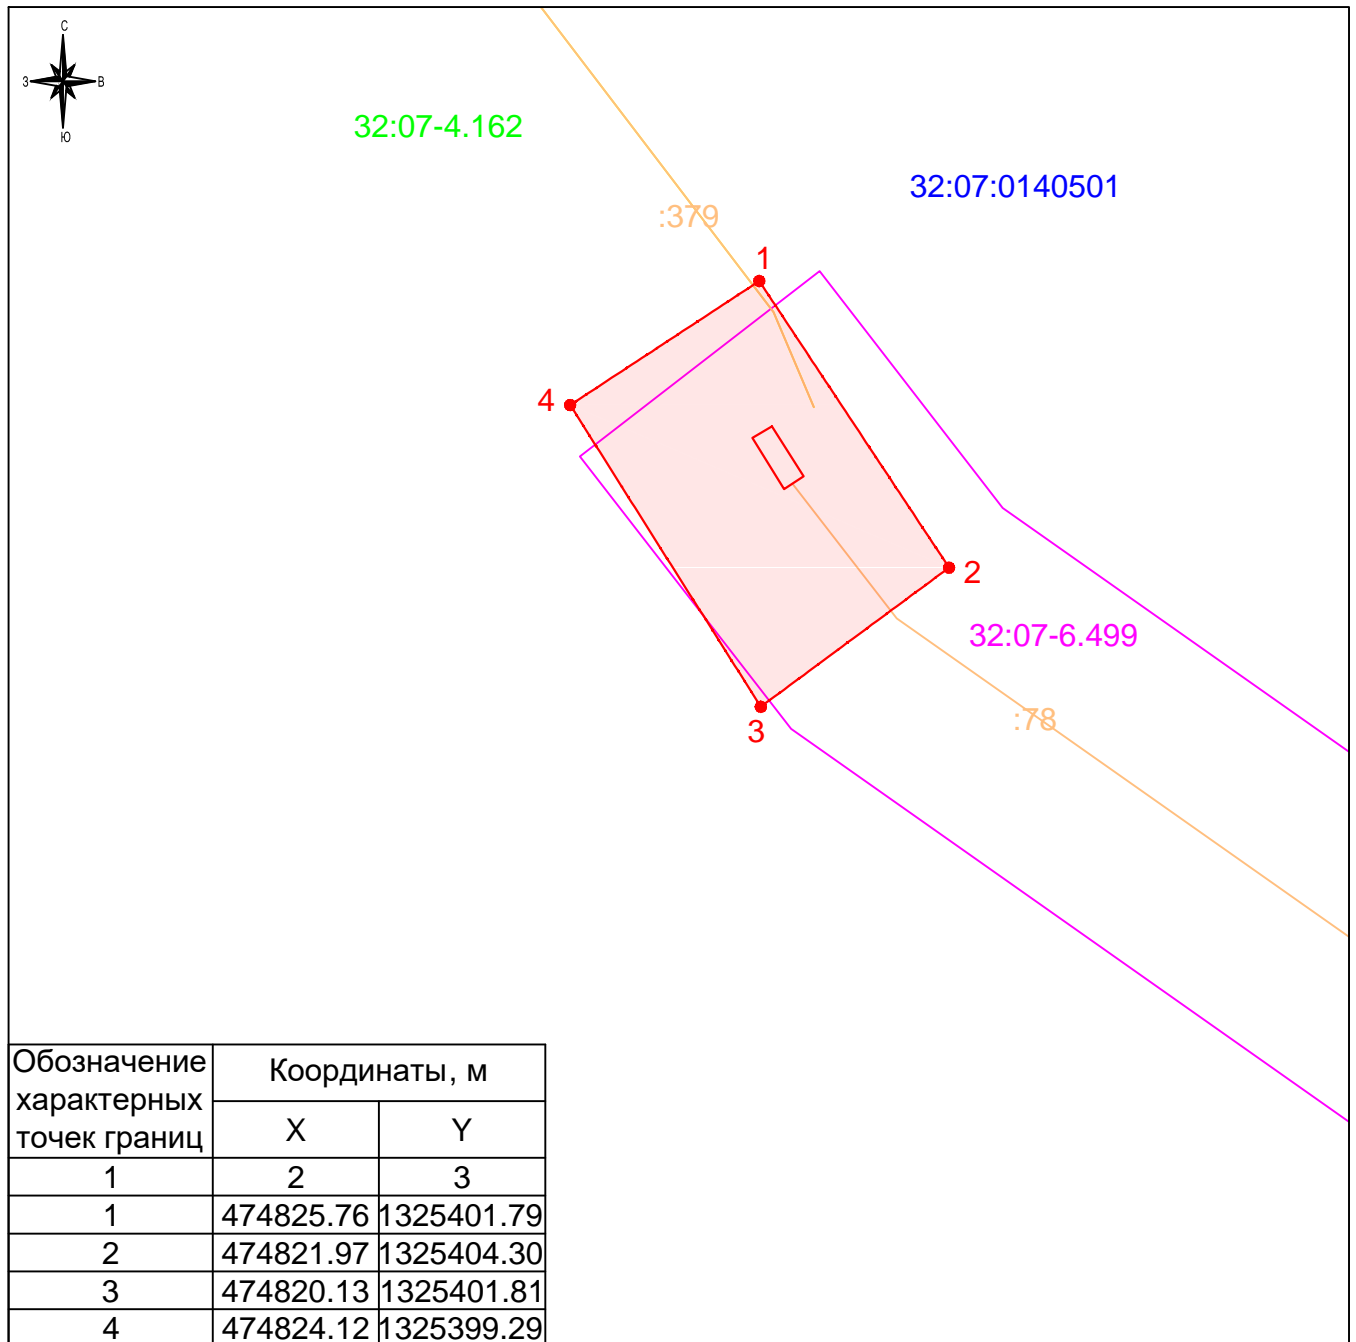 С
З В
Ю
32:07-4.162
32:07:0140501
:379
1
4
2
32:07-6.499
:78
3
Обозначение характерных точек границ
Координаты, м
X Y
1 2 3
1 474825.76 1325401.79
2 474821.97 1325404.30
3 474820.13 1325401.81
4 474824.12 1325399.29